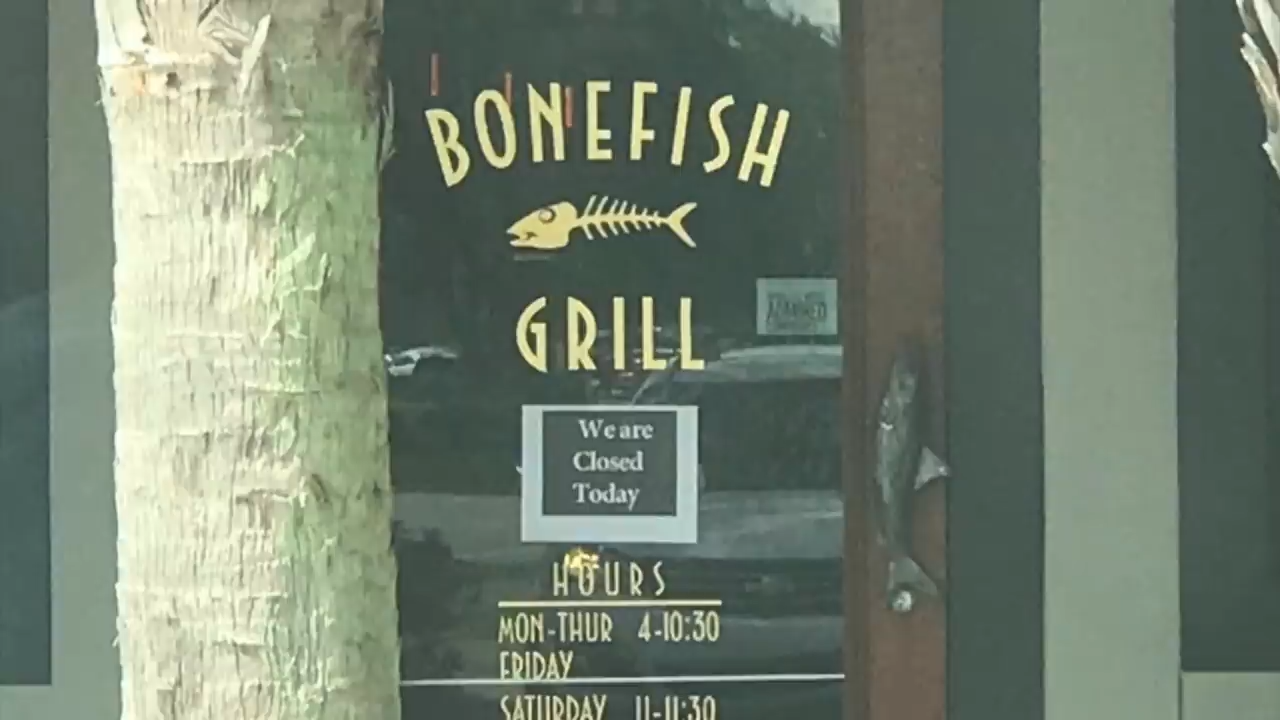 BONEFISH
GRILL
We are
Closed
Today
HOURS
MON-THUR 4-10:30
FRIDAY
SATURDAY 11-11:30